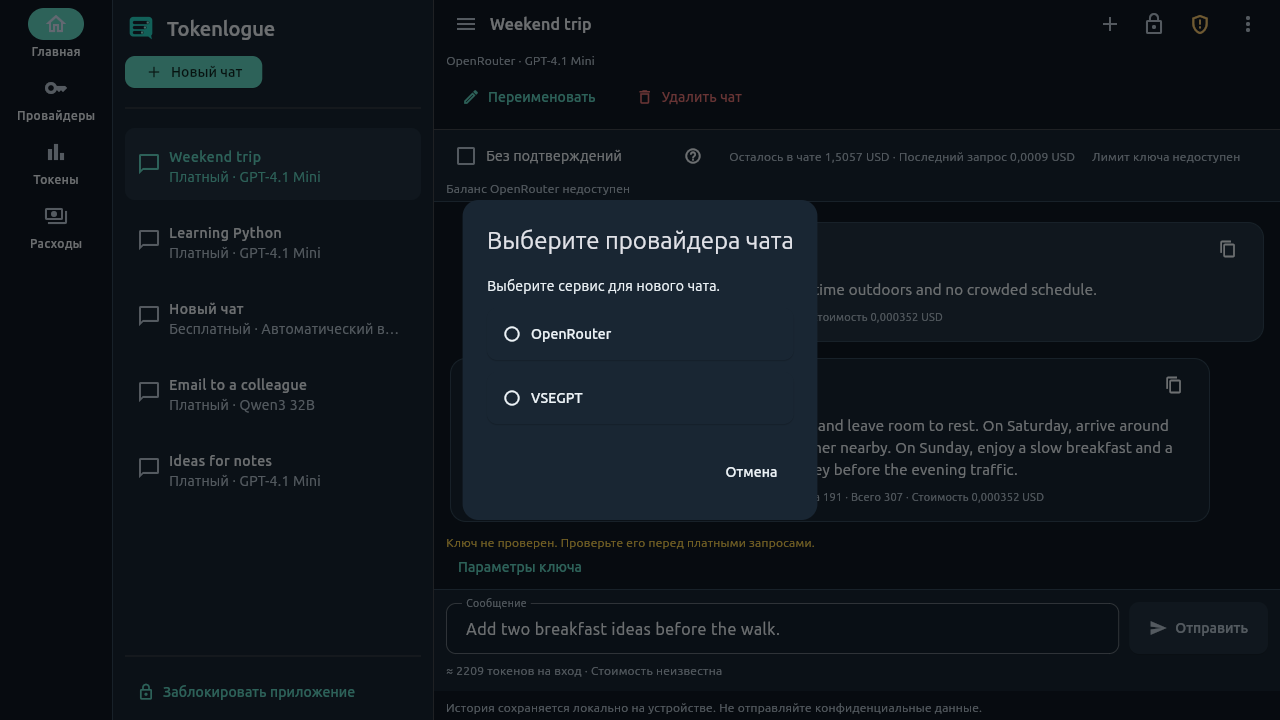 Главная
Провайдеры
Токены
Расходы
Tokenlogue
Новый чат
Weekend trip
Платный · GPT-4.1 Mini
Learning Python
Платный · GPT-4.1 Mini
Новый чат
Бесплатный · Автоматический в...
Email to a colleague
Платный · Qwen3 32B
Ideas for notes
Платный · GPT-4.1 Mini
Заблокировать приложение
Weekend trip
OpenRouter · GPT-4.1 Mini
Переименовать
Удалить чат
Без подтверждений
Осталось в чате 1,5057 USD · Последний запрос 0,0009 USD
Лимит ключа недоступен
Баланс OpenRouter недоступен
Выберите провайдера чата
Выберите сервис для нового чата.
OpenRouter
VSEGPT
Отмена
time outdoors and no crowded schedule.
тоимость 0,000352 USD
and leave room to rest. On Saturday, arrive around
ner nearby. On Sunday, enjoy a slow breakfast and a
ey before the evening traffic.
191 · Всего 307 · Стоимость 0,000352 USD
Ключ не проверен. Проверьте его перед платными запросами.
Параметры ключа
Сообщение
Add two breakfast ideas before the walk.
Отправить
≈ 2209 токенов на вход · Стоимость неизвестна
История сохраняется локально на устройстве. Не отправляйте конфиденциальные данные.